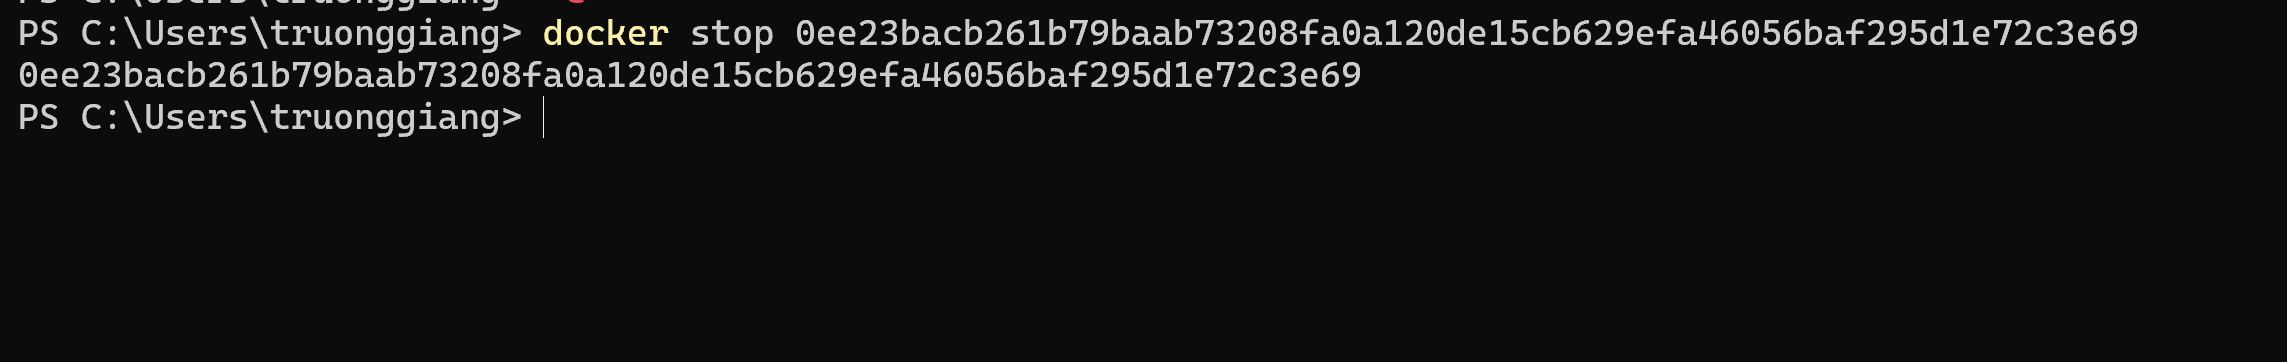 PS C:\Users\truonggiang> docker stop 0ee23bacb261b79baab73208fa0a120de15cb629efa46056baf295d1e72c3e69
0ee23bacb261b79baab73208fa0a120de15cb629efa46056baf295d1e72c3e69
PS C:\Users\truonggiang>